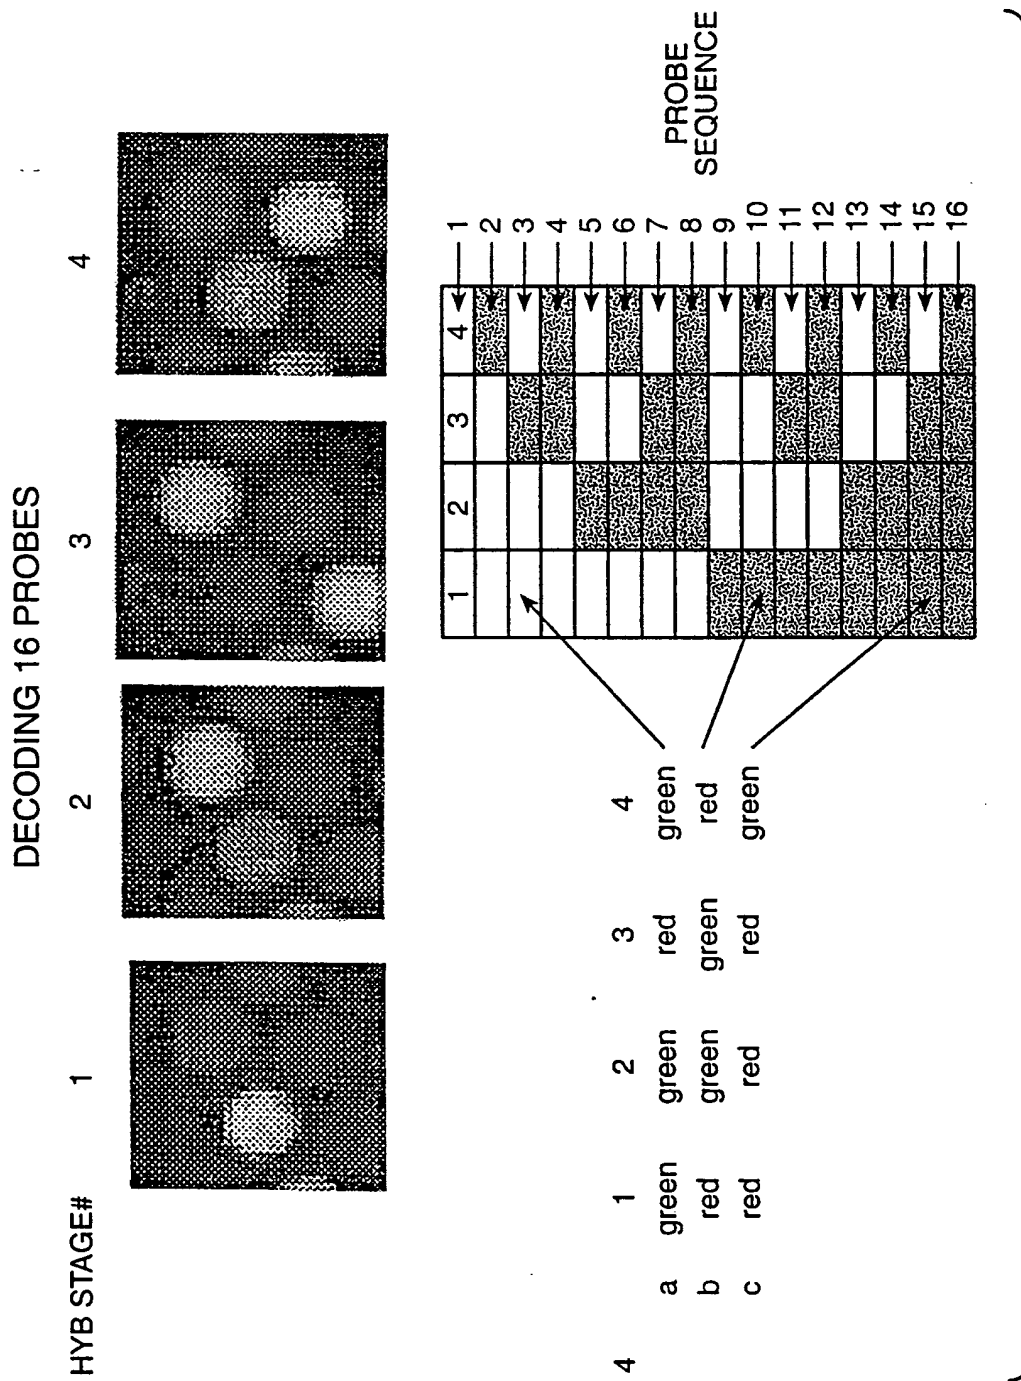 DECODING 16 PROBES
HYB STAGE# 1 2 3 4
1 2 3 4
a green green red green
b red green green red
c red red red green
1 2 3 4
1
2
3
4
5
6
7
8
9
10
11
12
13
14
15
16
PROBE
SEQUENCE
4